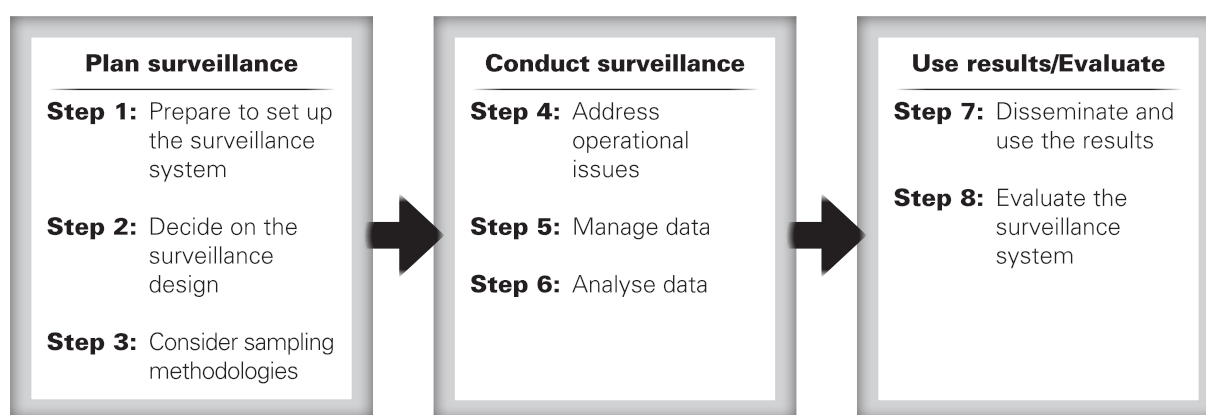 Plan surveillance
Step 1: Prepare to set up
the surveillance
system
Step 2: Decide on the
surveillance
design
Step 3: Consider sampling
methodologies
Conduct surveillance
Step 4: Address
operational
issues
Step 5: Manage data
Step 6: Analyse data
Use results/Evaluate
Step 7: Disseminate and
use the results
Step 8: Evaluate the
surveillance
system